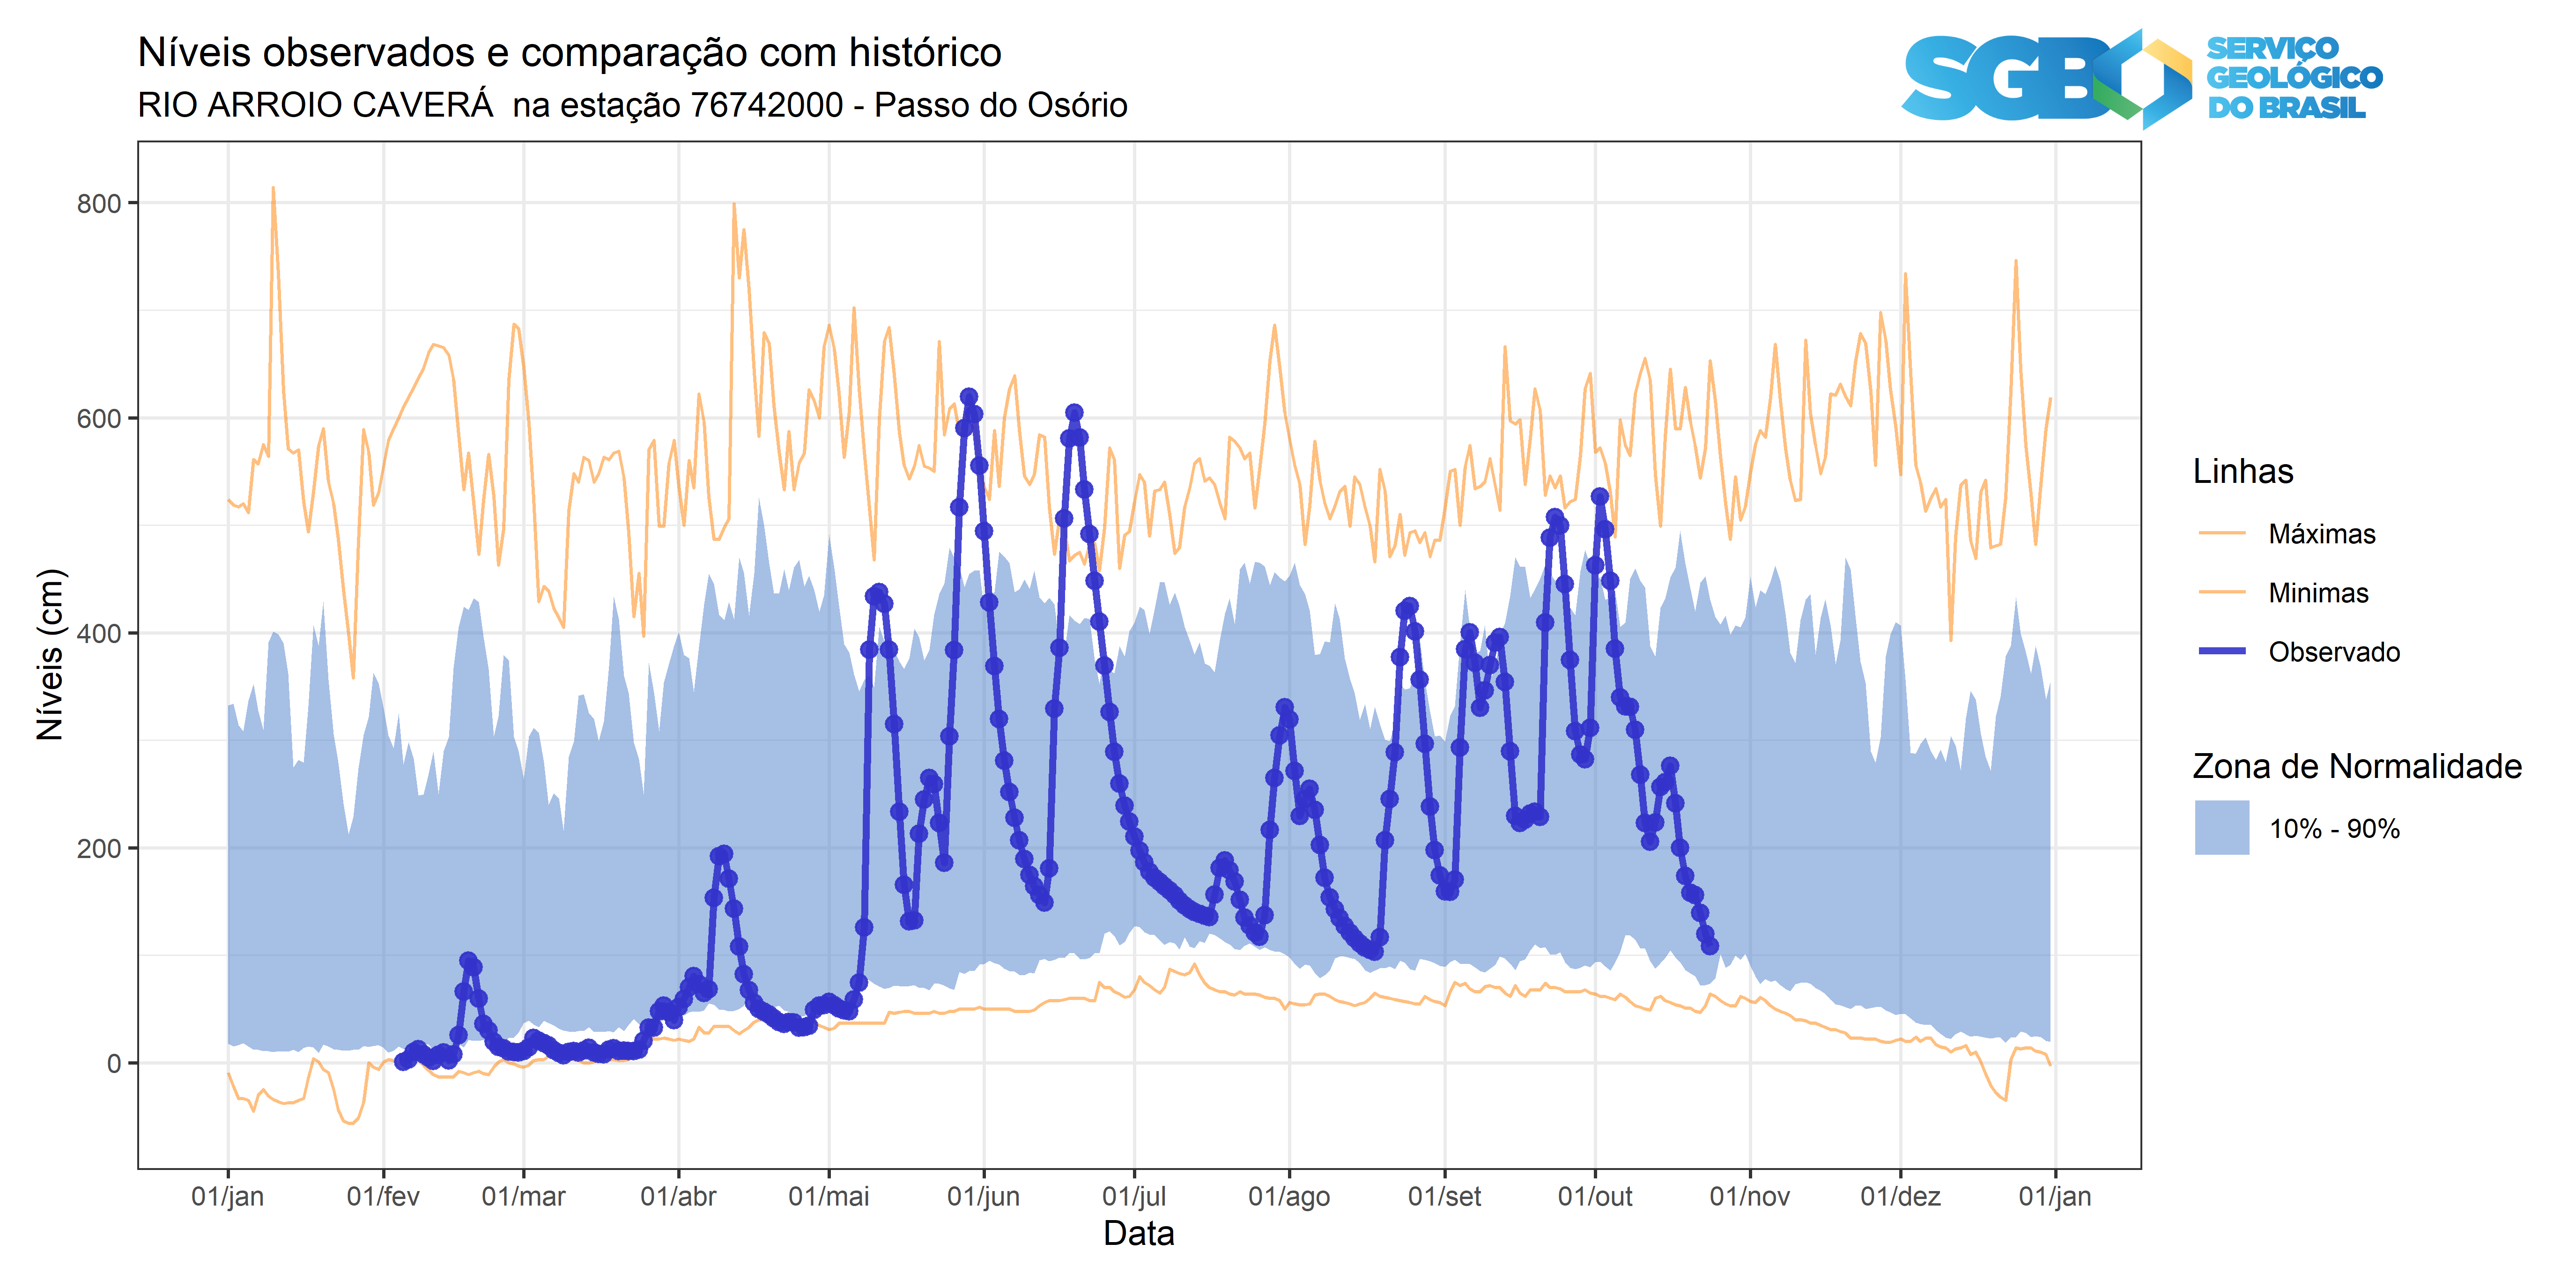 Níveis observados e comparação com histórico
RIO ARROIO CAVERÁ  na estação 76742000 - Passo do Osório
SGB
SERVIÇO
GEOLÓGICO
DO BRASIL
Níveis (cm)
800
600
400
200
0
01/jan
01/fev
01/mar
01/abr
01/mai
01/jun
01/jul
01/ago
01/set
01/out
01/nov
01/dez
01/jan
Data
Linhas
Máximas
Minimas
Observado
Zona de Normalidade
10% - 90%